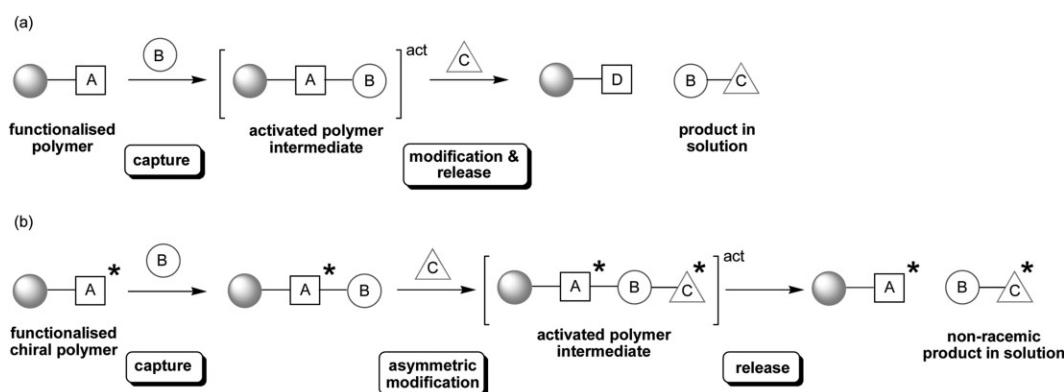 (a)
B
act
C
A
A
B
D
B
C
functionalised
polymer
activated polymer
intermediate
product in
solution
capture
modification &
release
(b)
*
B
*
C
*
*
act
*
*
A
A
B
A
B
C
A
B
C
functionalised
chiral polymer
activated polymer
intermediate
non-racemic
product in solution
capture
asymmetric
modification
release